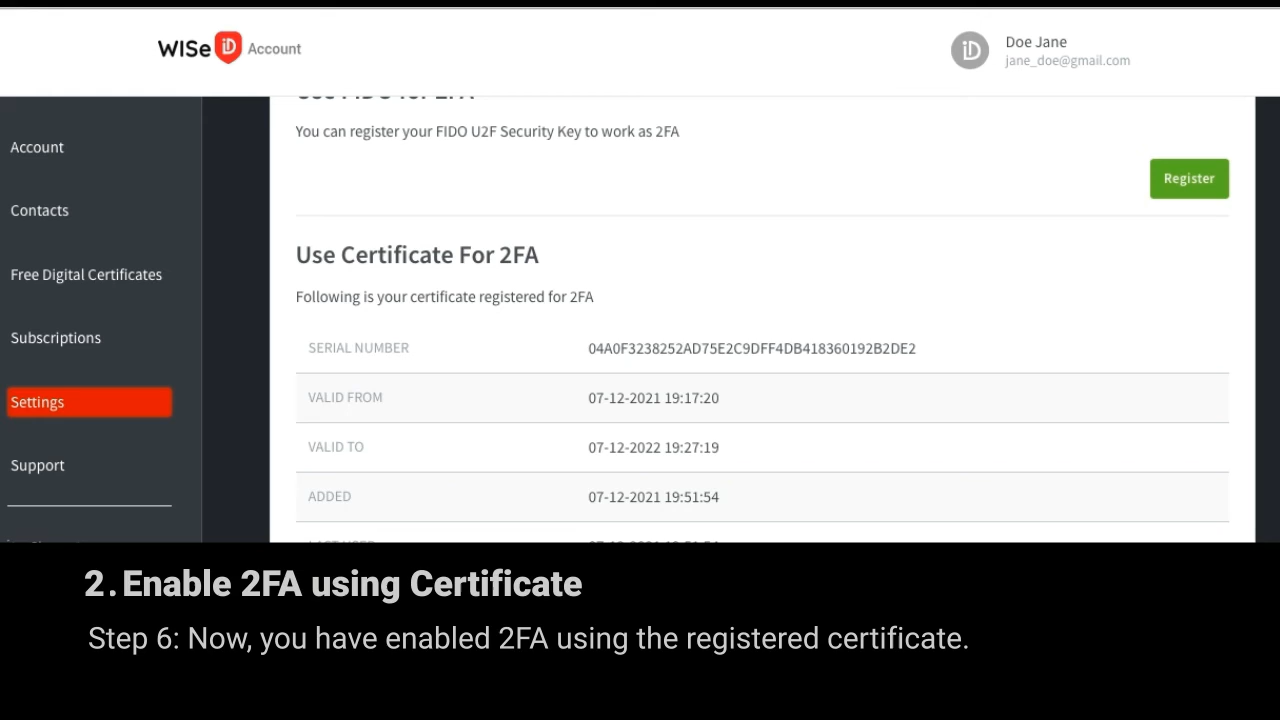 WISe iD Account
Doe Jane
jane_doe@gmail.com
Account
Contacts
Free Digital Certificates
Subscriptions
Settings
Support
You can register your FIDO U2F Security Key to work as 2FA
Register
Use Certificate For 2FA
Following is your certificate registered for 2FA
SERIAL NUMBER 04A0F3238252AD75E2C9DFF4DB418360192B2DE2
VALID FROM 07-12-2021 19:17:20
VALID TO 07-12-2022 19:27:19
ADDED 07-12-2021 19:51:54
2. Enable 2FA using Certificate
Step 6: Now, you have enabled 2FA using the registered certificate.